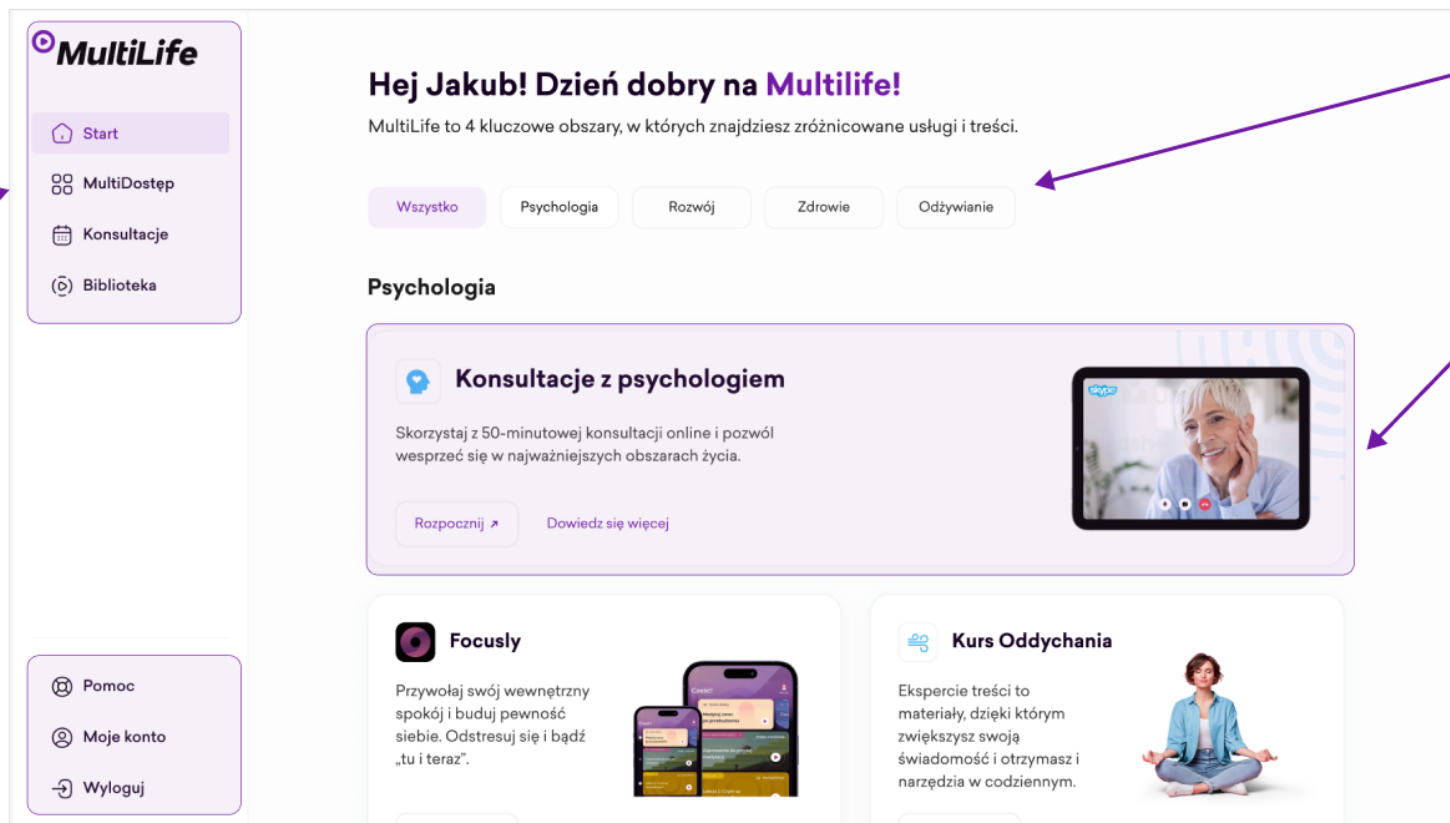 MultiLife
Start
MultiDostęp
Konsultacje
Biblioteka
Pomoc
Moje konto
Wyloguj
Hej Jakub! Dzień dobry na Multilife!
MultiLife to 4 kluczowe obszary, w których znajdziesz zróżnicowane usługi i treści.
Wszystko
Psychologia
Rozwój
Zdrowie
Odżywianie
Psychologia
Konsultacje z psychologiem
Skorzystaj z 50-minutowej konsultacji online i pozwól
wesprzeć się w najważniejszych obszarach życia.
Rozpocznij
Dowiedz się więcej
skype
Focusly
Przywołaj swój wewnętrzny
spokój i buduj pewność
siebie. Odstresuj się i bądź
„tu i teraz”.
Cześć!
Kurs Oddychania
Ekspercie treści to
materiały, dzięki którym
zwiększysz swoją
świadomość i otrzymasz i
narzędzia w codziennym.